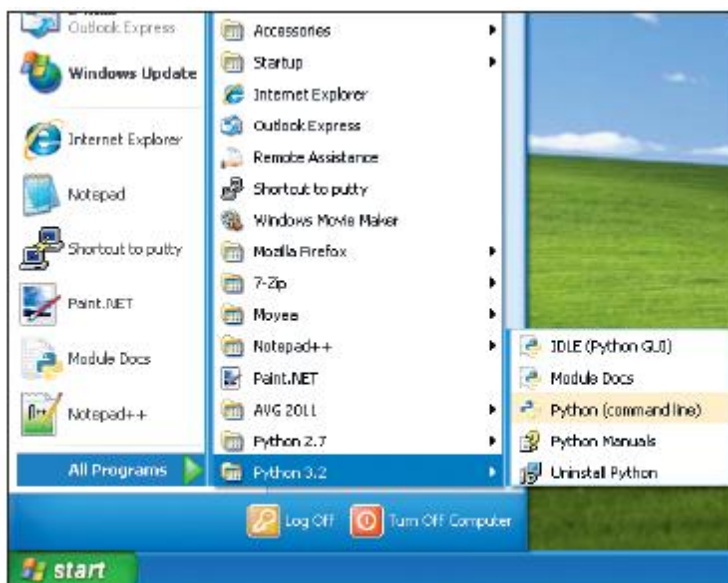 Outlook Express
Windows Update
Internet Explorer
Notepad
Shortcut to putty
Paint.NET
Module Docs
Notepad++
All Programs
Accessories
Startup
Internet Explorer
Outlook Express
Remote Assistance
Shortcut to putty
Windows Movie Maker
Mozilla Firefox
7-Zip
Moyea
Notepad++
Paint.NET
AVG 2011
Python 2.7
Python 3.2
IDLE (Python GUI)
Module Docs
Python (command line)
Python Manuals
Uninstall Python
Log Off
Turn Off Computer
start